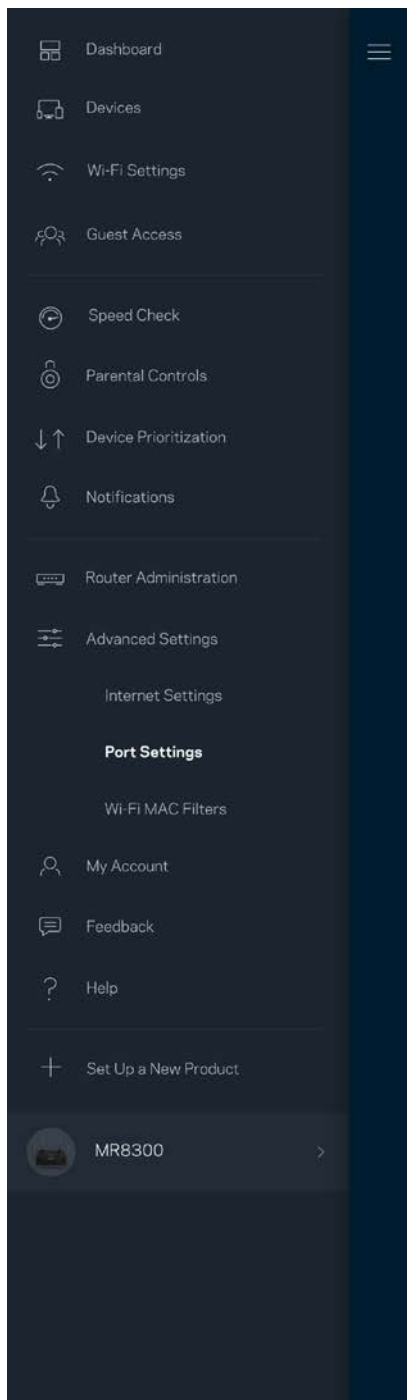 Dashboard
Devices
Wi-Fi Settings
Guest Access
Speed Check
Parental Controls
Device Prioritization
Notifications
Router Administration
Advanced Settings
Internet Settings
Port Settings
Wi-Fi MAC Filters
My Account
Feedback
Help
Set Up a New Product
MR8300